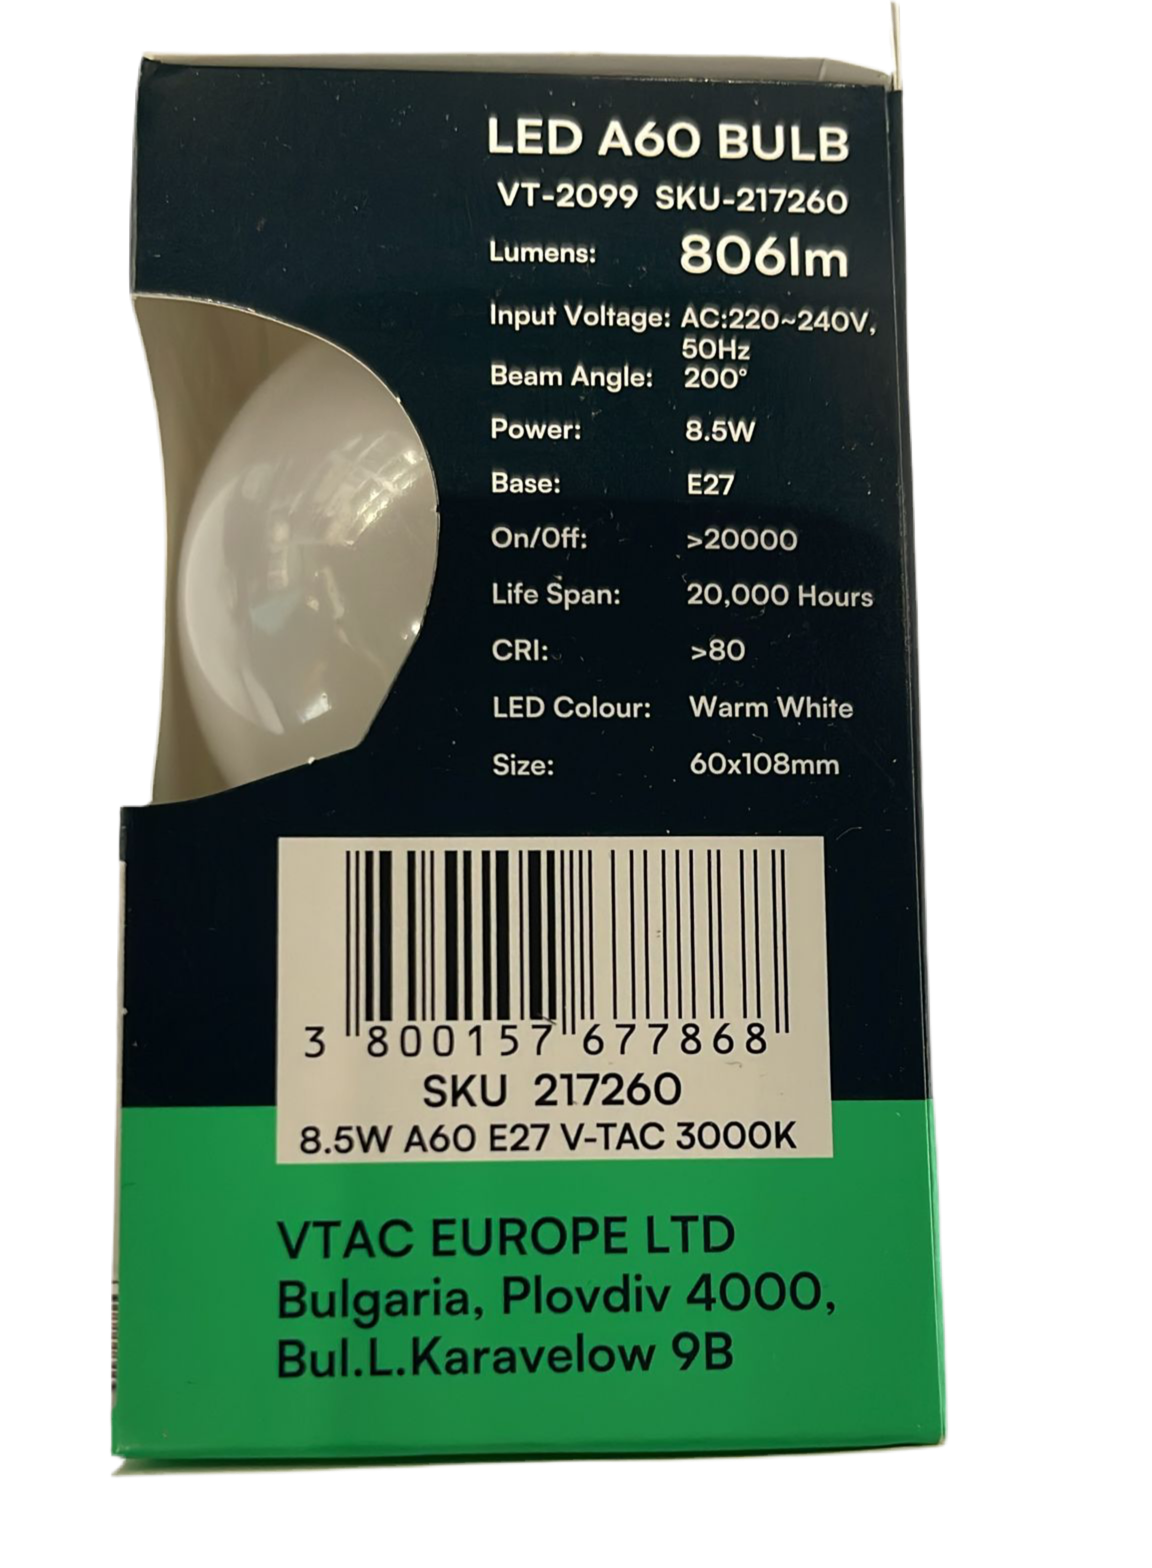 LED A60 BULB
VT-2099 SKU-217260
Lumens: 806lm
Input Voltage: AC:220~240V,
50Hz
Beam Angle: 200°
Power: 8.5W
Base: E27
On/Off: >20000
Life Span: 20,000 Hours
CRI: >80
LED Colour: Warm White
Size: 60x108mm
3 800157 677868
SKU 217260
8.5W A60 E27 V-TAC 3000K
VTAC EUROPE LTD
Bulgaria, Plovdiv 4000,
Bul.L.Karavelow 9B